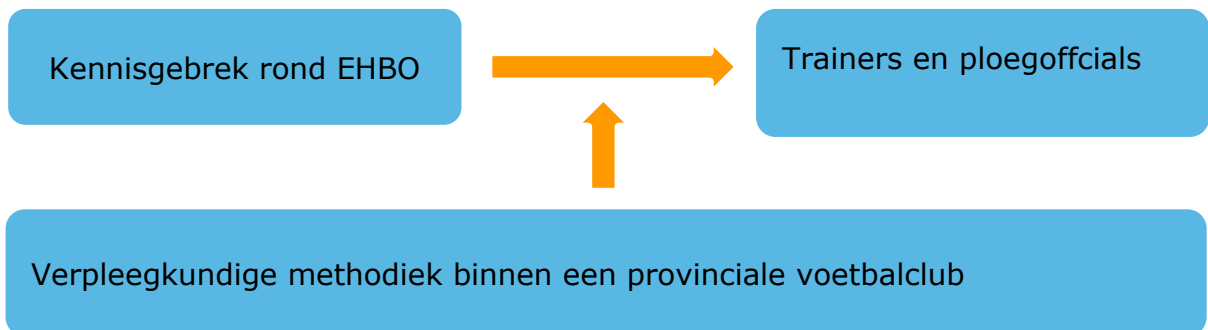 Kennisgebrek rond EHBO
Trainers en ploegoffcials
Verpleegkundige methodiek binnen een provinciale voetbalclub